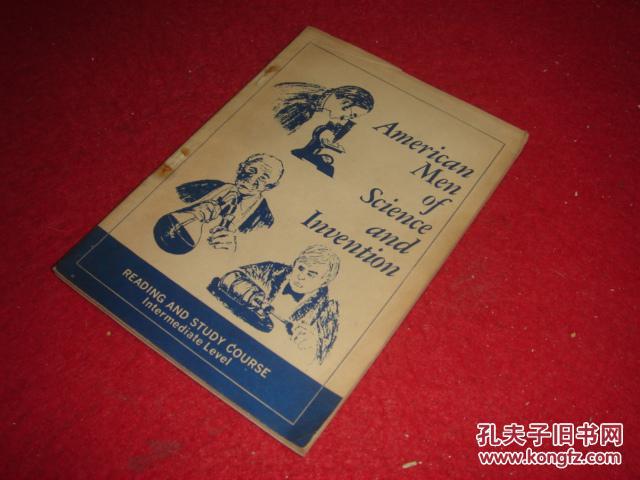 American
Men
of
Science
and
Invention
READING AND STUDY COURSE
Intermediate Level
孔夫子旧书网
www.kongfz.com